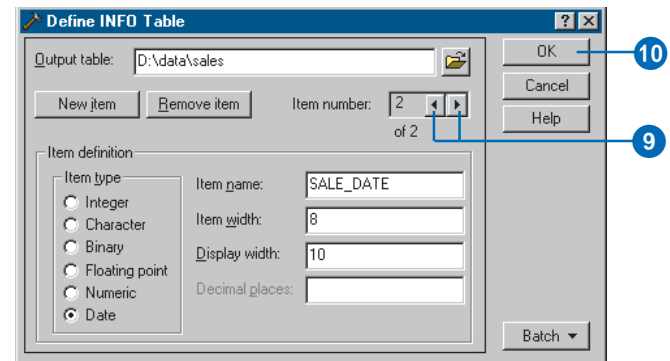 Define INFO Table
Output table: D:\data\sales
OK
10
Cancel
New item Remove item Item number: 2
of 2
Help
9
Item definition
Item type
Integer
Character
Binary
Floating point
Numeric
Date
Item name: SALE_DATE
Item width: 8
Display width: 10
Decimal places:
Batch